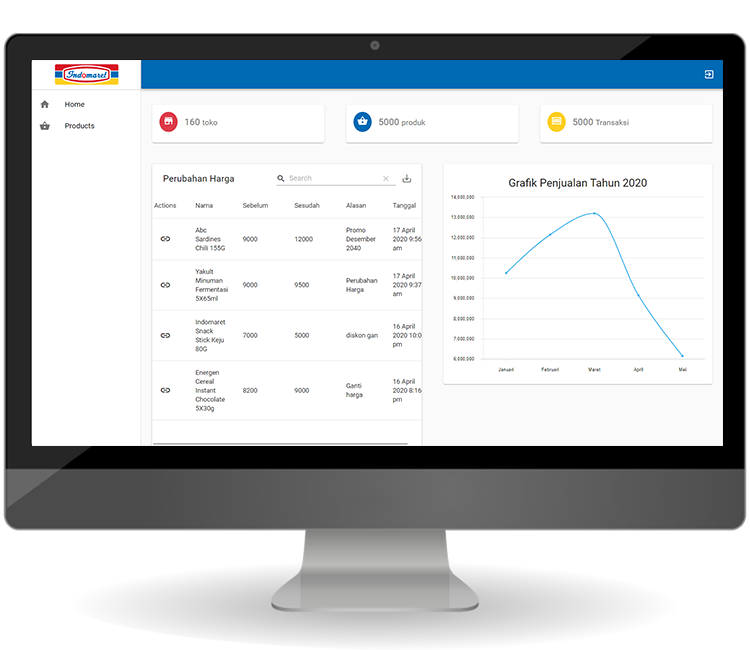 Indomaret
Home
Products
160 toko
5000 produk
5000 Transaksi
Perubahan Harga
Search
Actions Nama Sebelum Sesudah Alasan Tanggal
Abc
Sardines
Chili 155G
9000
12000
Promo
Desember
2040
17 April
2020 9:56
am
Yakult
Minuman
Fermentasi
5X65ml
9000
9500
Perubahan
Harga
17 April
2020 9:37
am
Indomaret
Snack
Stick Keju
80G
7000
5000
diskon gan
16 April
2020 10:0
pm
Energen
Cereal
Instant
Chocolate
5X30g
8200
9000
Ganti
harga
16 April
2020 8:16
pm
Grafik Penjualan Tahun 2020
14,000,000
13,000,000
12,000,000
11,000,000
10,000,000
9,000,000
8,000,000
7,000,000
6,000,000
Januari Februari Maret April Mei